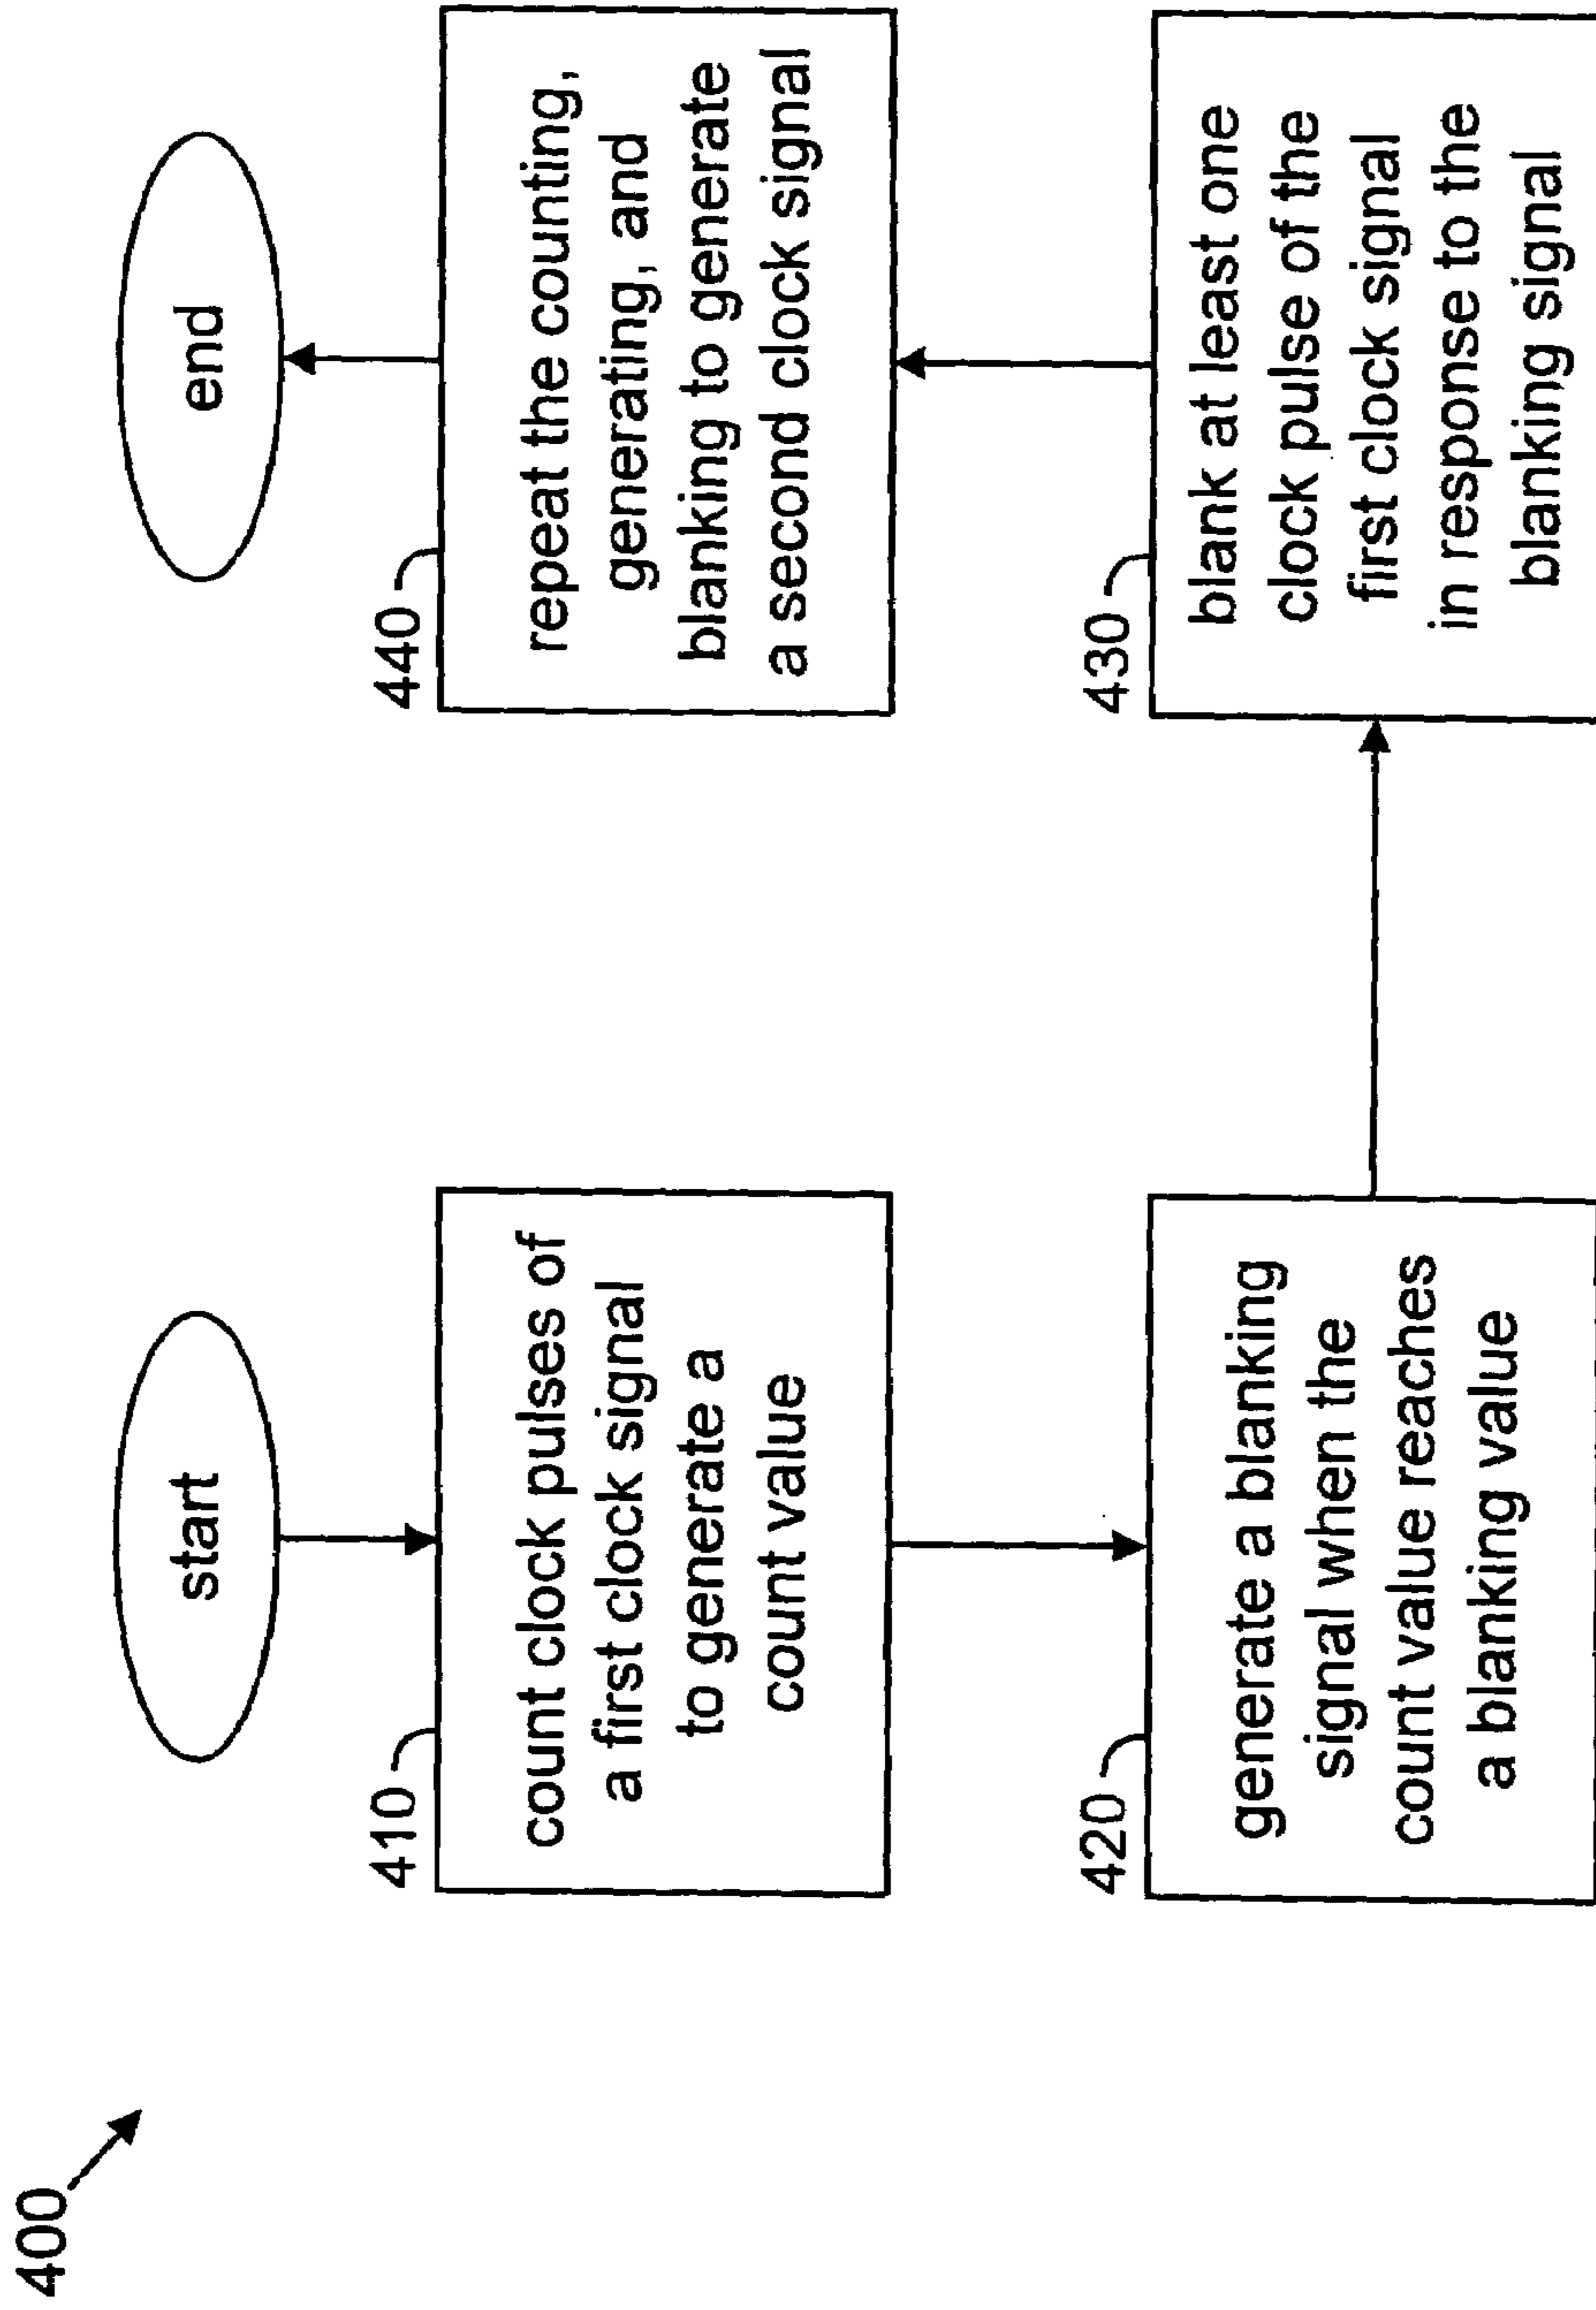 400
start
410
count clock pulses of
a first clock signal
to generate a
count value
420
generate a blanking
signal when the
count value reaches
a blanking value
430
blank at least one
clock pulse of the
first clock signal
in response to the
blanking signal
440
repeat the counting,
generating, and
blanking to generate
a second clock signal
end